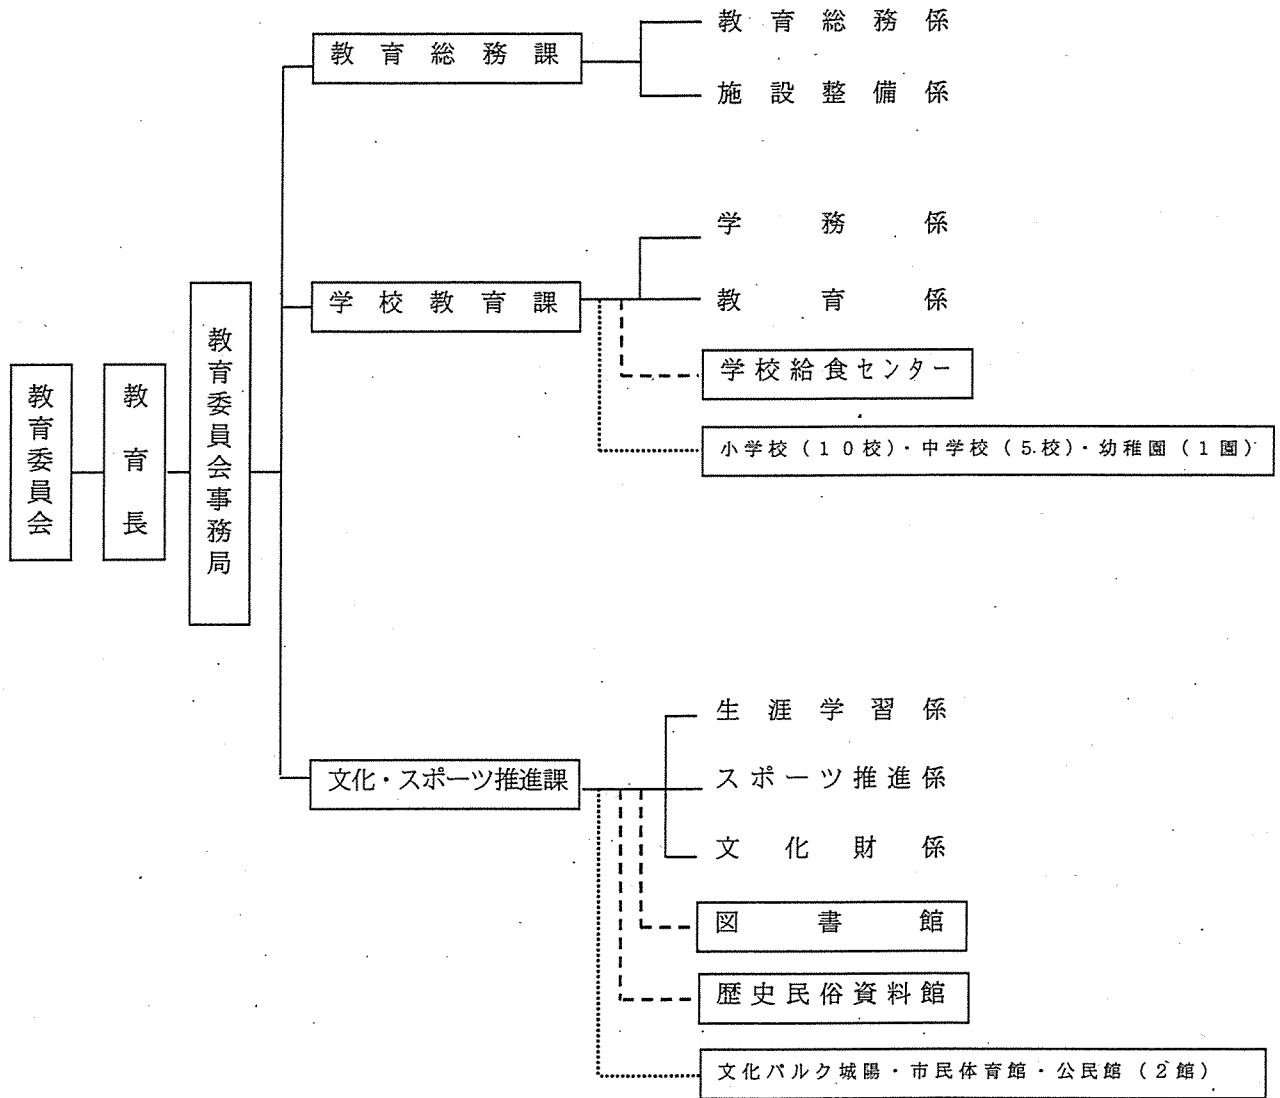 教育委員会
教育長
教育委員会事務局
教育総務課
教育総務係
施設整備係
学校教育課
学務係
教育係
学校給食センター
小学校（１０校）・中学校（５校）・幼稚園（１園）
文化・スポーツ推進課
生涯学習係
スポーツ推進係
文化財係
図書館
歴史民俗資料館
文化パルク城陽・市民体育館・公民館（２館）